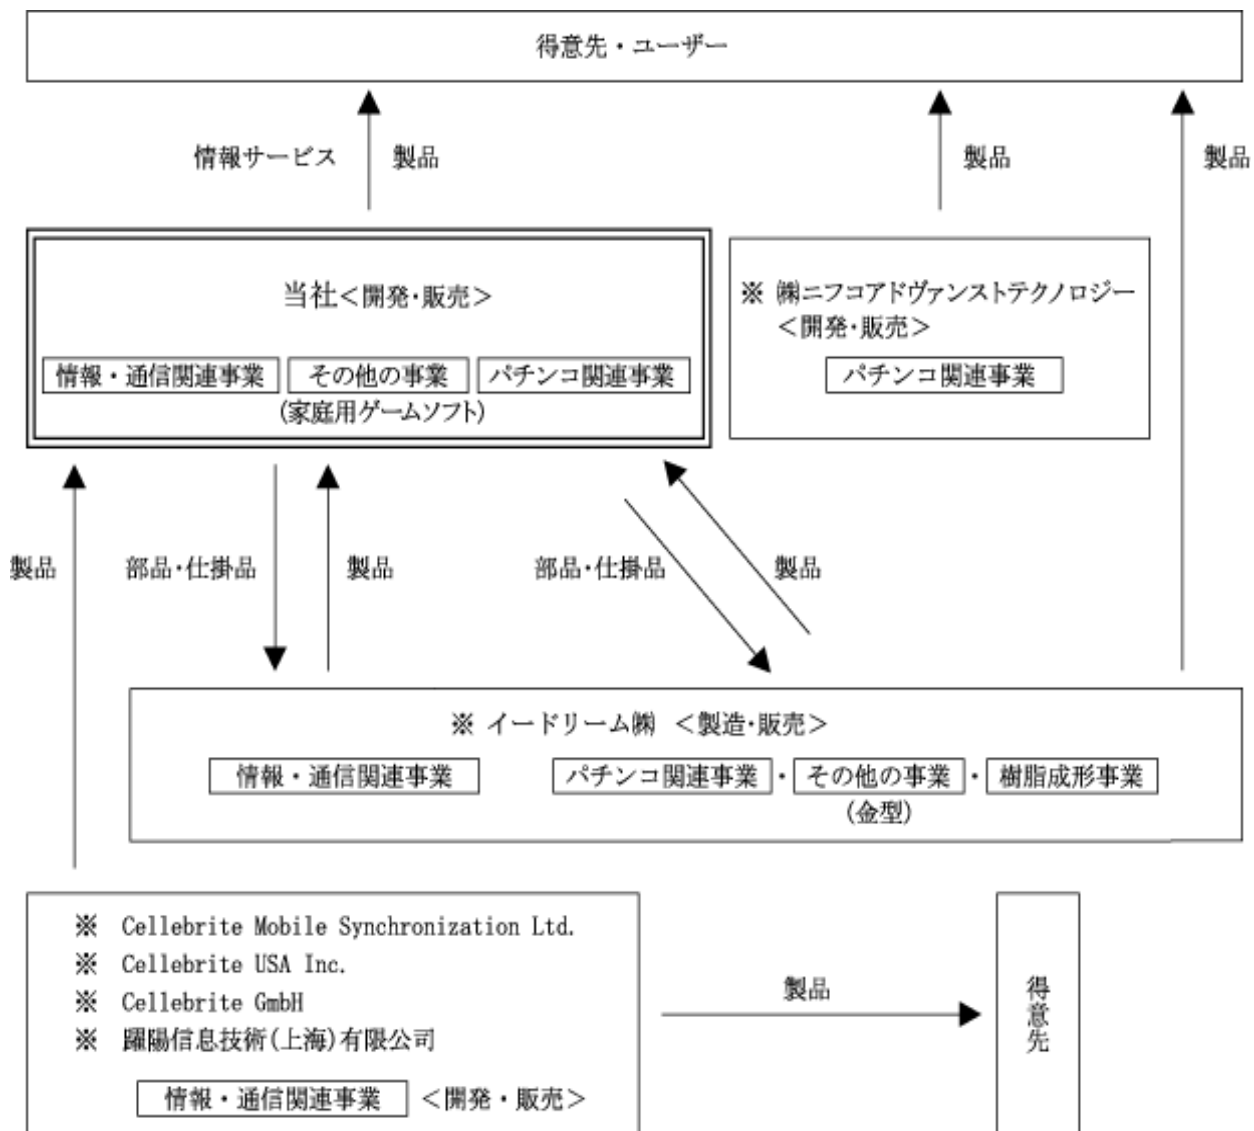 得意先・ユーザー
情報サービス 製品 製品 製品
当社＜開発・販売＞
情報・通信関連事業 その他の事業 パチンコ関連事業
(家庭用ゲームソフト)
※ ㈱ニフコアドヴァンストテクノロジー
＜開発・販売＞
パチンコ関連事業
製品 部品・仕掛品 製品 部品・仕掛品 製品
※ イードリーム㈱ ＜製造・販売＞
情報・通信関連事業 パチンコ関連事業・その他の事業・樹脂成形事業
(金型)
※ Cellebrite Mobile Synchronization Ltd.
※ Cellebrite USA Inc.
※ Cellebrite GmbH
※ 躍陽信息技術(上海)有限公司
情報・通信関連事業 ＜開発・販売＞
製品
得意先